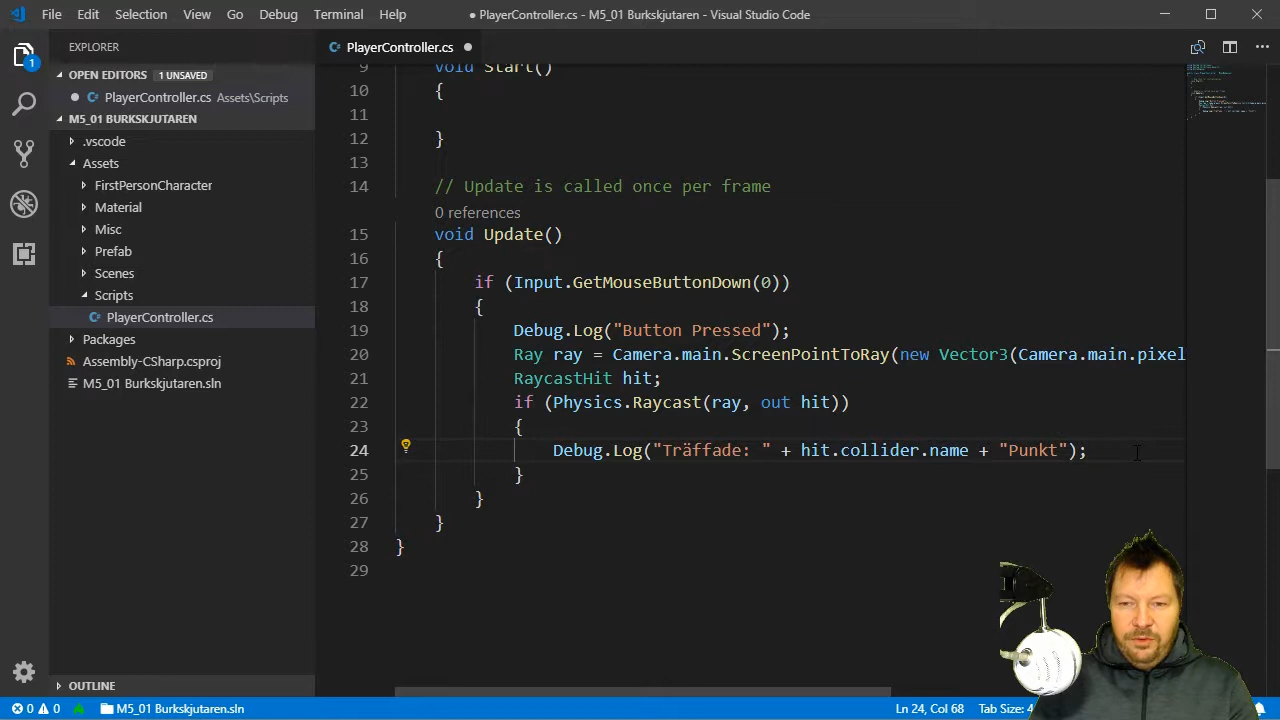 File Edit Selection View Go Debug Terminal Help
● PlayerController.cs - M5_01 Burkskjutaren - Visual Studio Code
EXPLORER
OPEN EDITORS 1 UNSAVED
PlayerController.cs Assets\Scripts
M5_01 BURKSKJUTAREN
.vscode
Assets
FirstPersonCharacter
Material
Misc
Prefab
Scenes
Scripts
PlayerController.cs
Packages
Assembly-CSharp.csproj
M5_01 Burkskjutaren.sln
OUTLINE
1
PlayerController.cs
9 void Start()
10 {
11
12 }
13
14 // Update is called once per frame
0 references
15 void Update()
16 {
17 if (Input.GetMouseButtonDown(0))
18 {
19 Debug.Log("Button Pressed");
20 Ray ray = Camera.main.ScreenPointToRay(new Vector3(Camera.main.pixel
21 RaycastHit hit;
22 if (Physics.Raycast(ray, out hit))
23 {
24 Debug.Log("Träffade: " + hit.collider.name + "Punkt");
25 }
26 }
27 }
28 }
29
0 0 M5_01 Burkskjutaren.sln Ln 24, Col 68 Tab Size: 4